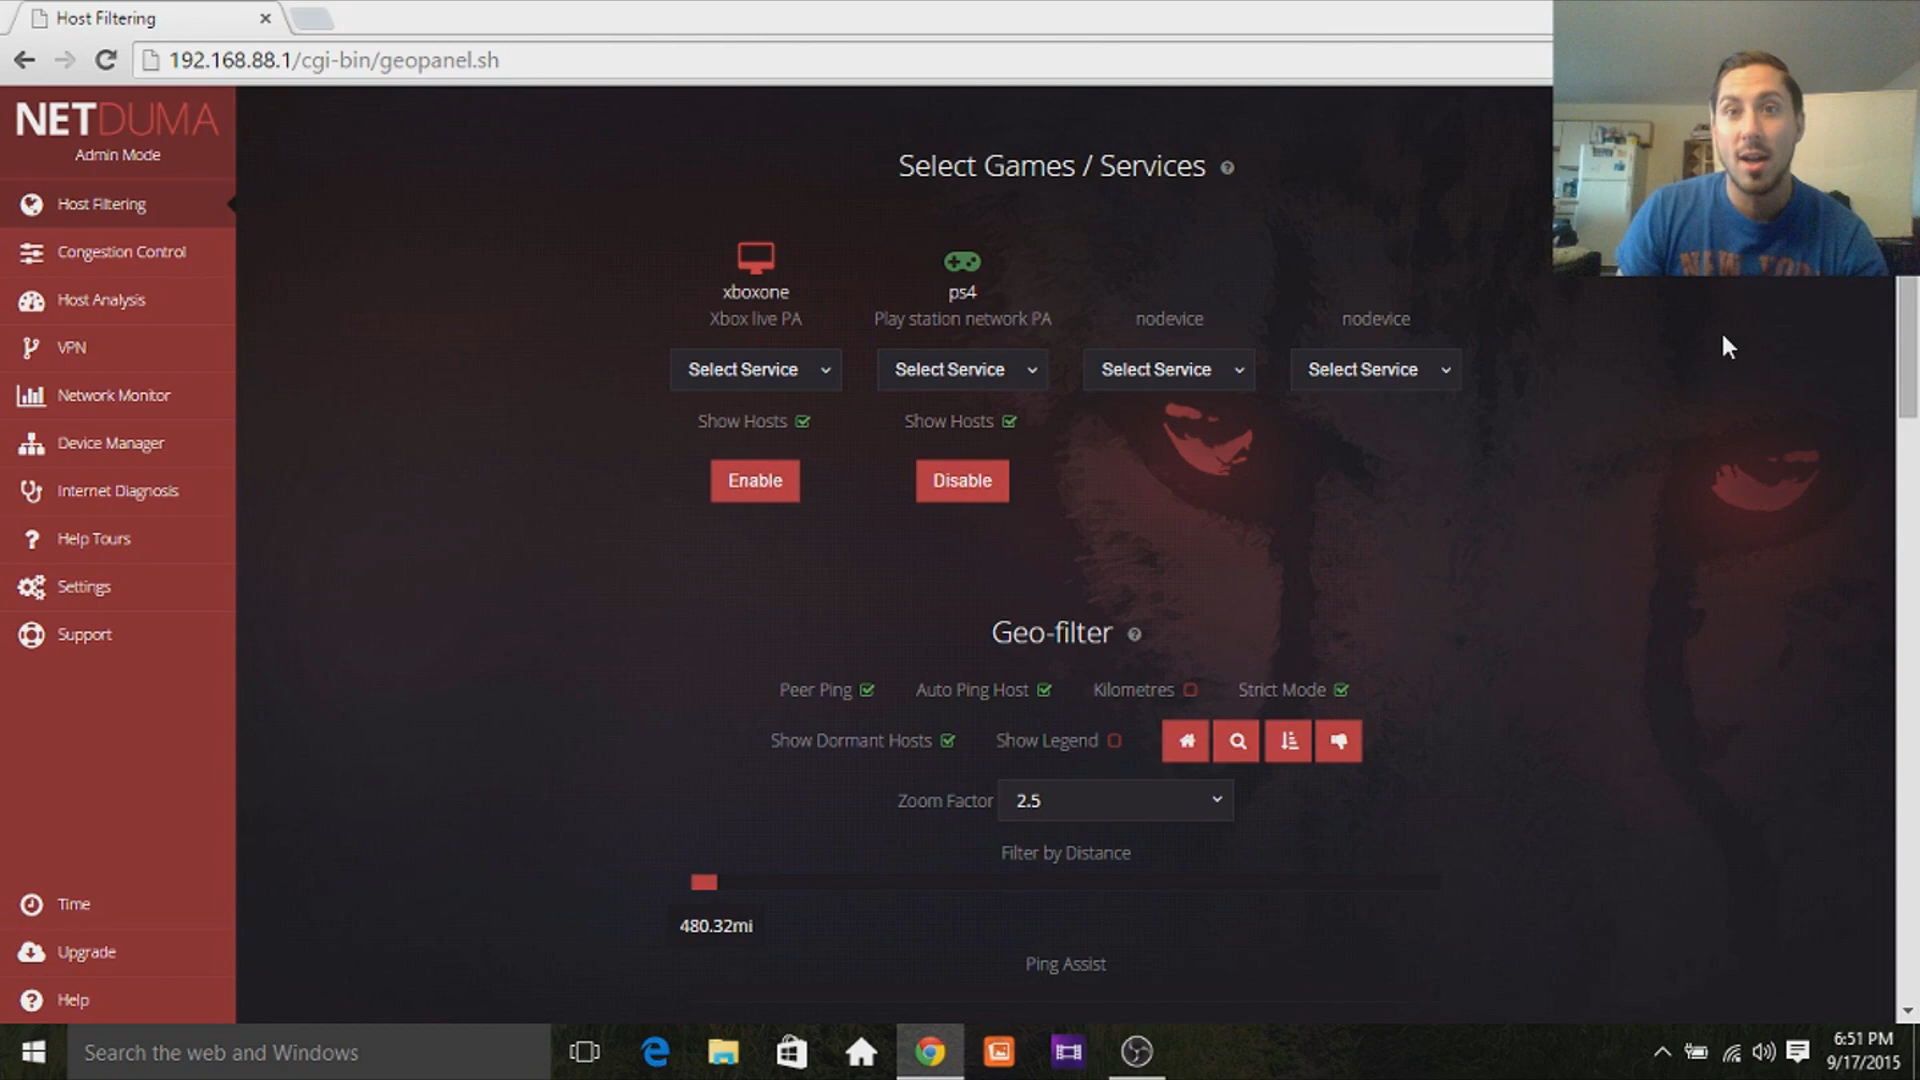 Host Filtering
192.168.88.1/cgi-bin/geopanel.sh
NETDUMA
Admin Mode
Host Filtering
Congestion Control
Host Analysis
VPN
Network Monitor
Device Manager
Internet Diagnosis
Help Tours
Settings
Support
Time
Upgrade
Help
Select Games / Services
xboxone
Xbox live PA
ps4
Play station network PA
nodevice
nodevice
Select Service
Select Service
Select Service
Select Service
Show Hosts
Show Hosts
Enable
Disable
Geo-filter
Peer Ping
Auto Ping Host
Kilometres
Strict Mode
Show Dormant Hosts
Show Legend
Zoom Factor
2.5
Filter by Distance
480.32mi
Ping Assist
NEW YORK
Search the web and Windows
6:51 PM
9/17/2015